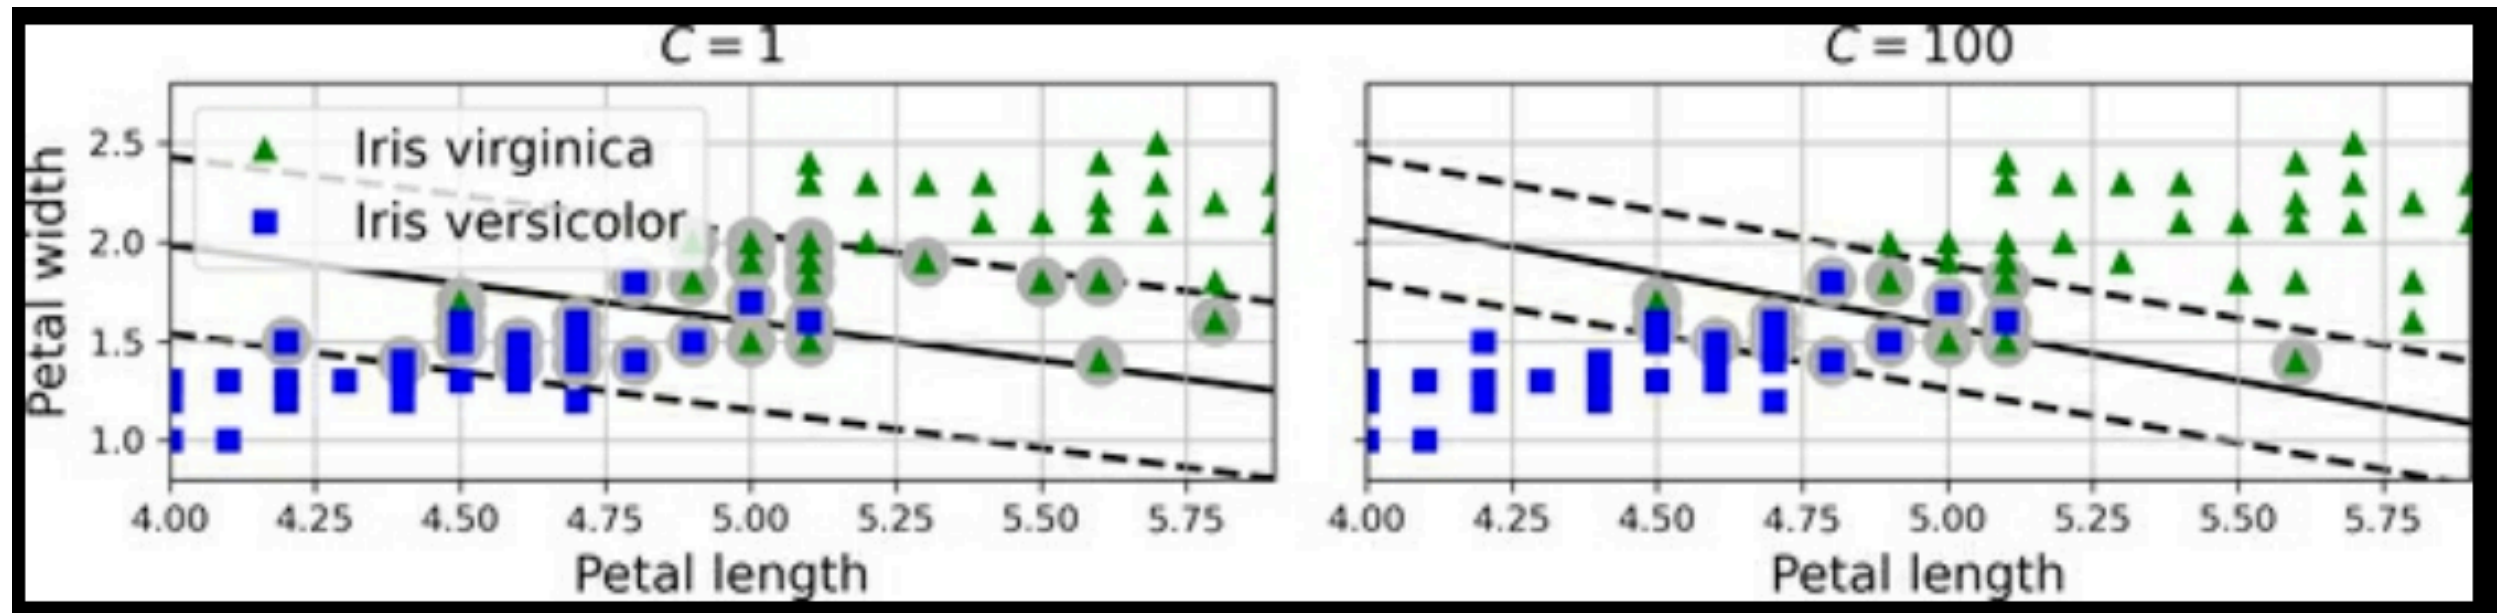 C = 1
C = 100
Iris virginica
Iris versicolor
Petal width
2.5
2.0
1.5
1.0
4.00 4.25 4.50 4.75 5.00 5.25 5.50 5.75
4.00 4.25 4.50 4.75 5.00 5.25 5.50 5.75
Petal length
Petal length